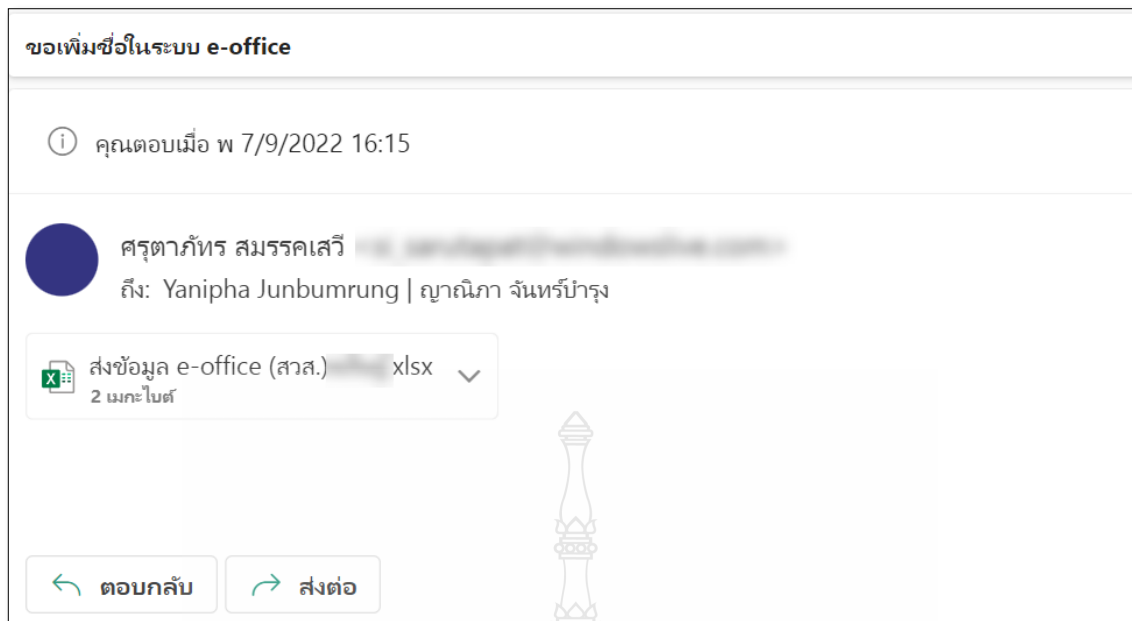 ขอเพิ่มชื่อในระบบ e-office
คุณตอบเมื่อ พ 7/9/2022 16:15
ศรุตาภัทร สมรรคเสวี
ถึง: Yanipha Junbumrung | ญาณิภา จันทร์บำรุง
ส่งข้อมูล e-office (สวส.) xlsx
2 เมกะไบต์
ตอบกลับ
ส่งต่อ